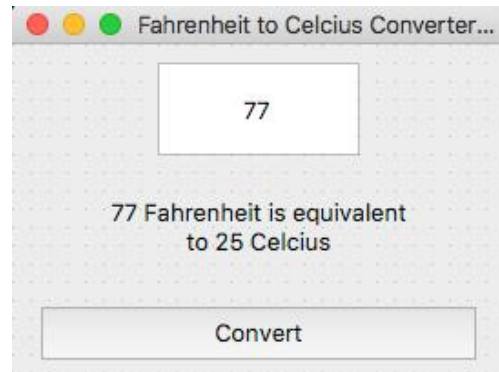 Fahrenheit to Celcius Converter...
77
77 Fahrenheit is equivalent
to 25 Celcius
Convert